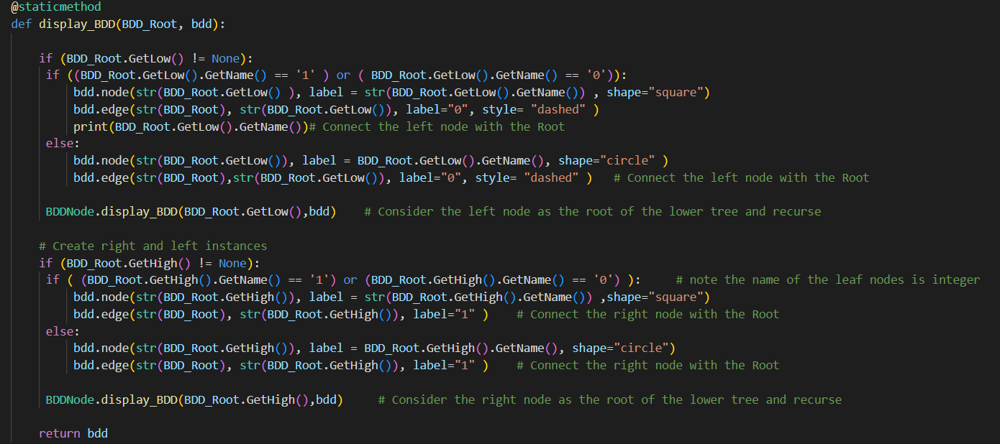 @staticmethod
def display_BDD(BDD_Root, bdd):
if (BDD_Root.GetLow() != None):
if ((BDD_Root.GetLow().GetName() == '1' ) or ( BDD_Root.GetLow().GetName() == '0')):
bdd.node(str(BDD_Root.GetLow() ), label = str(BDD_Root.GetLow().GetName()) , shape="square")
bdd.edge(str(BDD_Root), str(BDD_Root.GetLow()), label="0", style= "dashed" )
print(BDD_Root.GetLow().GetName())# Connect the left node with the Root
else:
bdd.node(str(BDD_Root.GetLow()), label = BDD_Root.GetLow().GetName(), shape="circle" )
bdd.edge(str(BDD_Root),str(BDD_Root.GetLow()), label="0", style= "dashed" )   # Connect the left node with the Root
BDDNode.display_BDD(BDD_Root.GetLow(),bdd)    # Consider the left node as the root of the lower tree and recurse
# Create right and left instances
if (BDD_Root.GetHigh() != None):
if ( (BDD_Root.GetHigh().GetName() == '1') or (BDD_Root.GetHigh().GetName() == '0') ):     # note the name of the leaf nodes is integer
bdd.node(str(BDD_Root.GetHigh()), label = str(BDD_Root.GetHigh().GetName()) ,shape="square")
bdd.edge(str(BDD_Root), str(BDD_Root.GetHigh()), label="1" )    # Connect the right node with the Root
else:
bdd.node(str(BDD_Root.GetHigh()), label = BDD_Root.GetHigh().GetName(), shape="circle")
bdd.edge(str(BDD_Root), str(BDD_Root.GetHigh()), label="1" )    # Connect the right node with the Root
BDDNode.display_BDD(BDD_Root.GetHigh(),bdd)     # Consider the right node as the root of the lower tree and recurse
return bdd